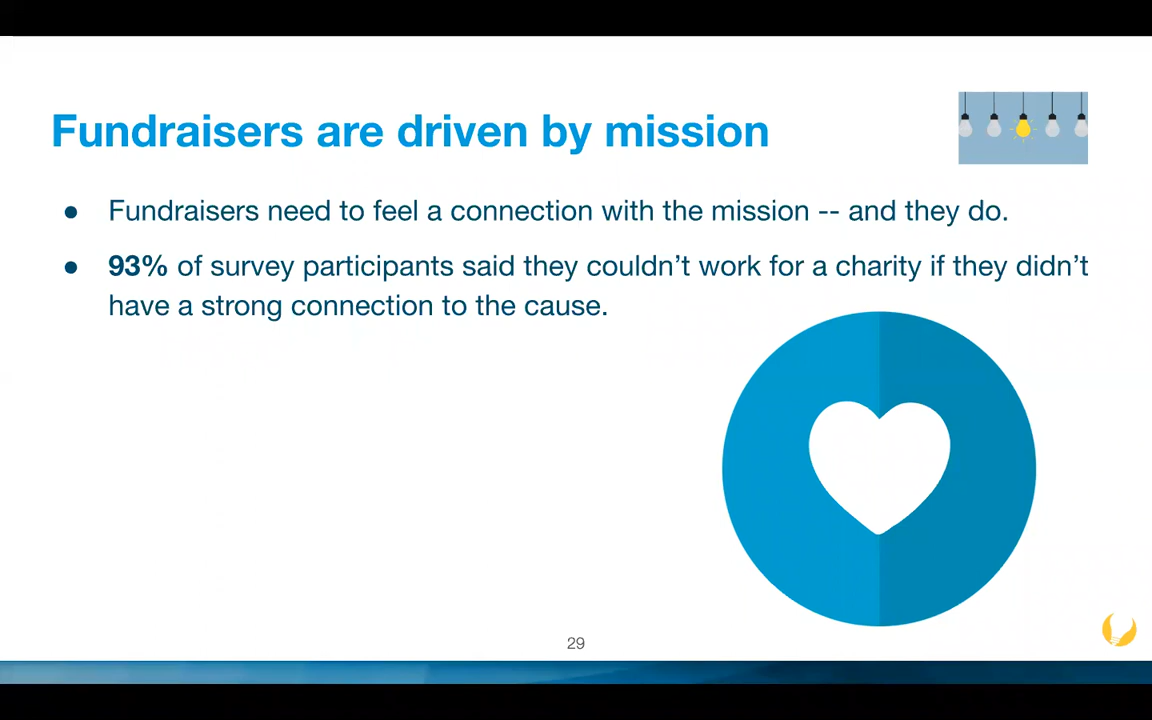 Fundraisers are driven by mission
● Fundraisers need to feel a connection with the mission -- and they do.
● 93% of survey participants said they couldn’t work for a charity if they didn’t
have a strong connection to the cause.
29